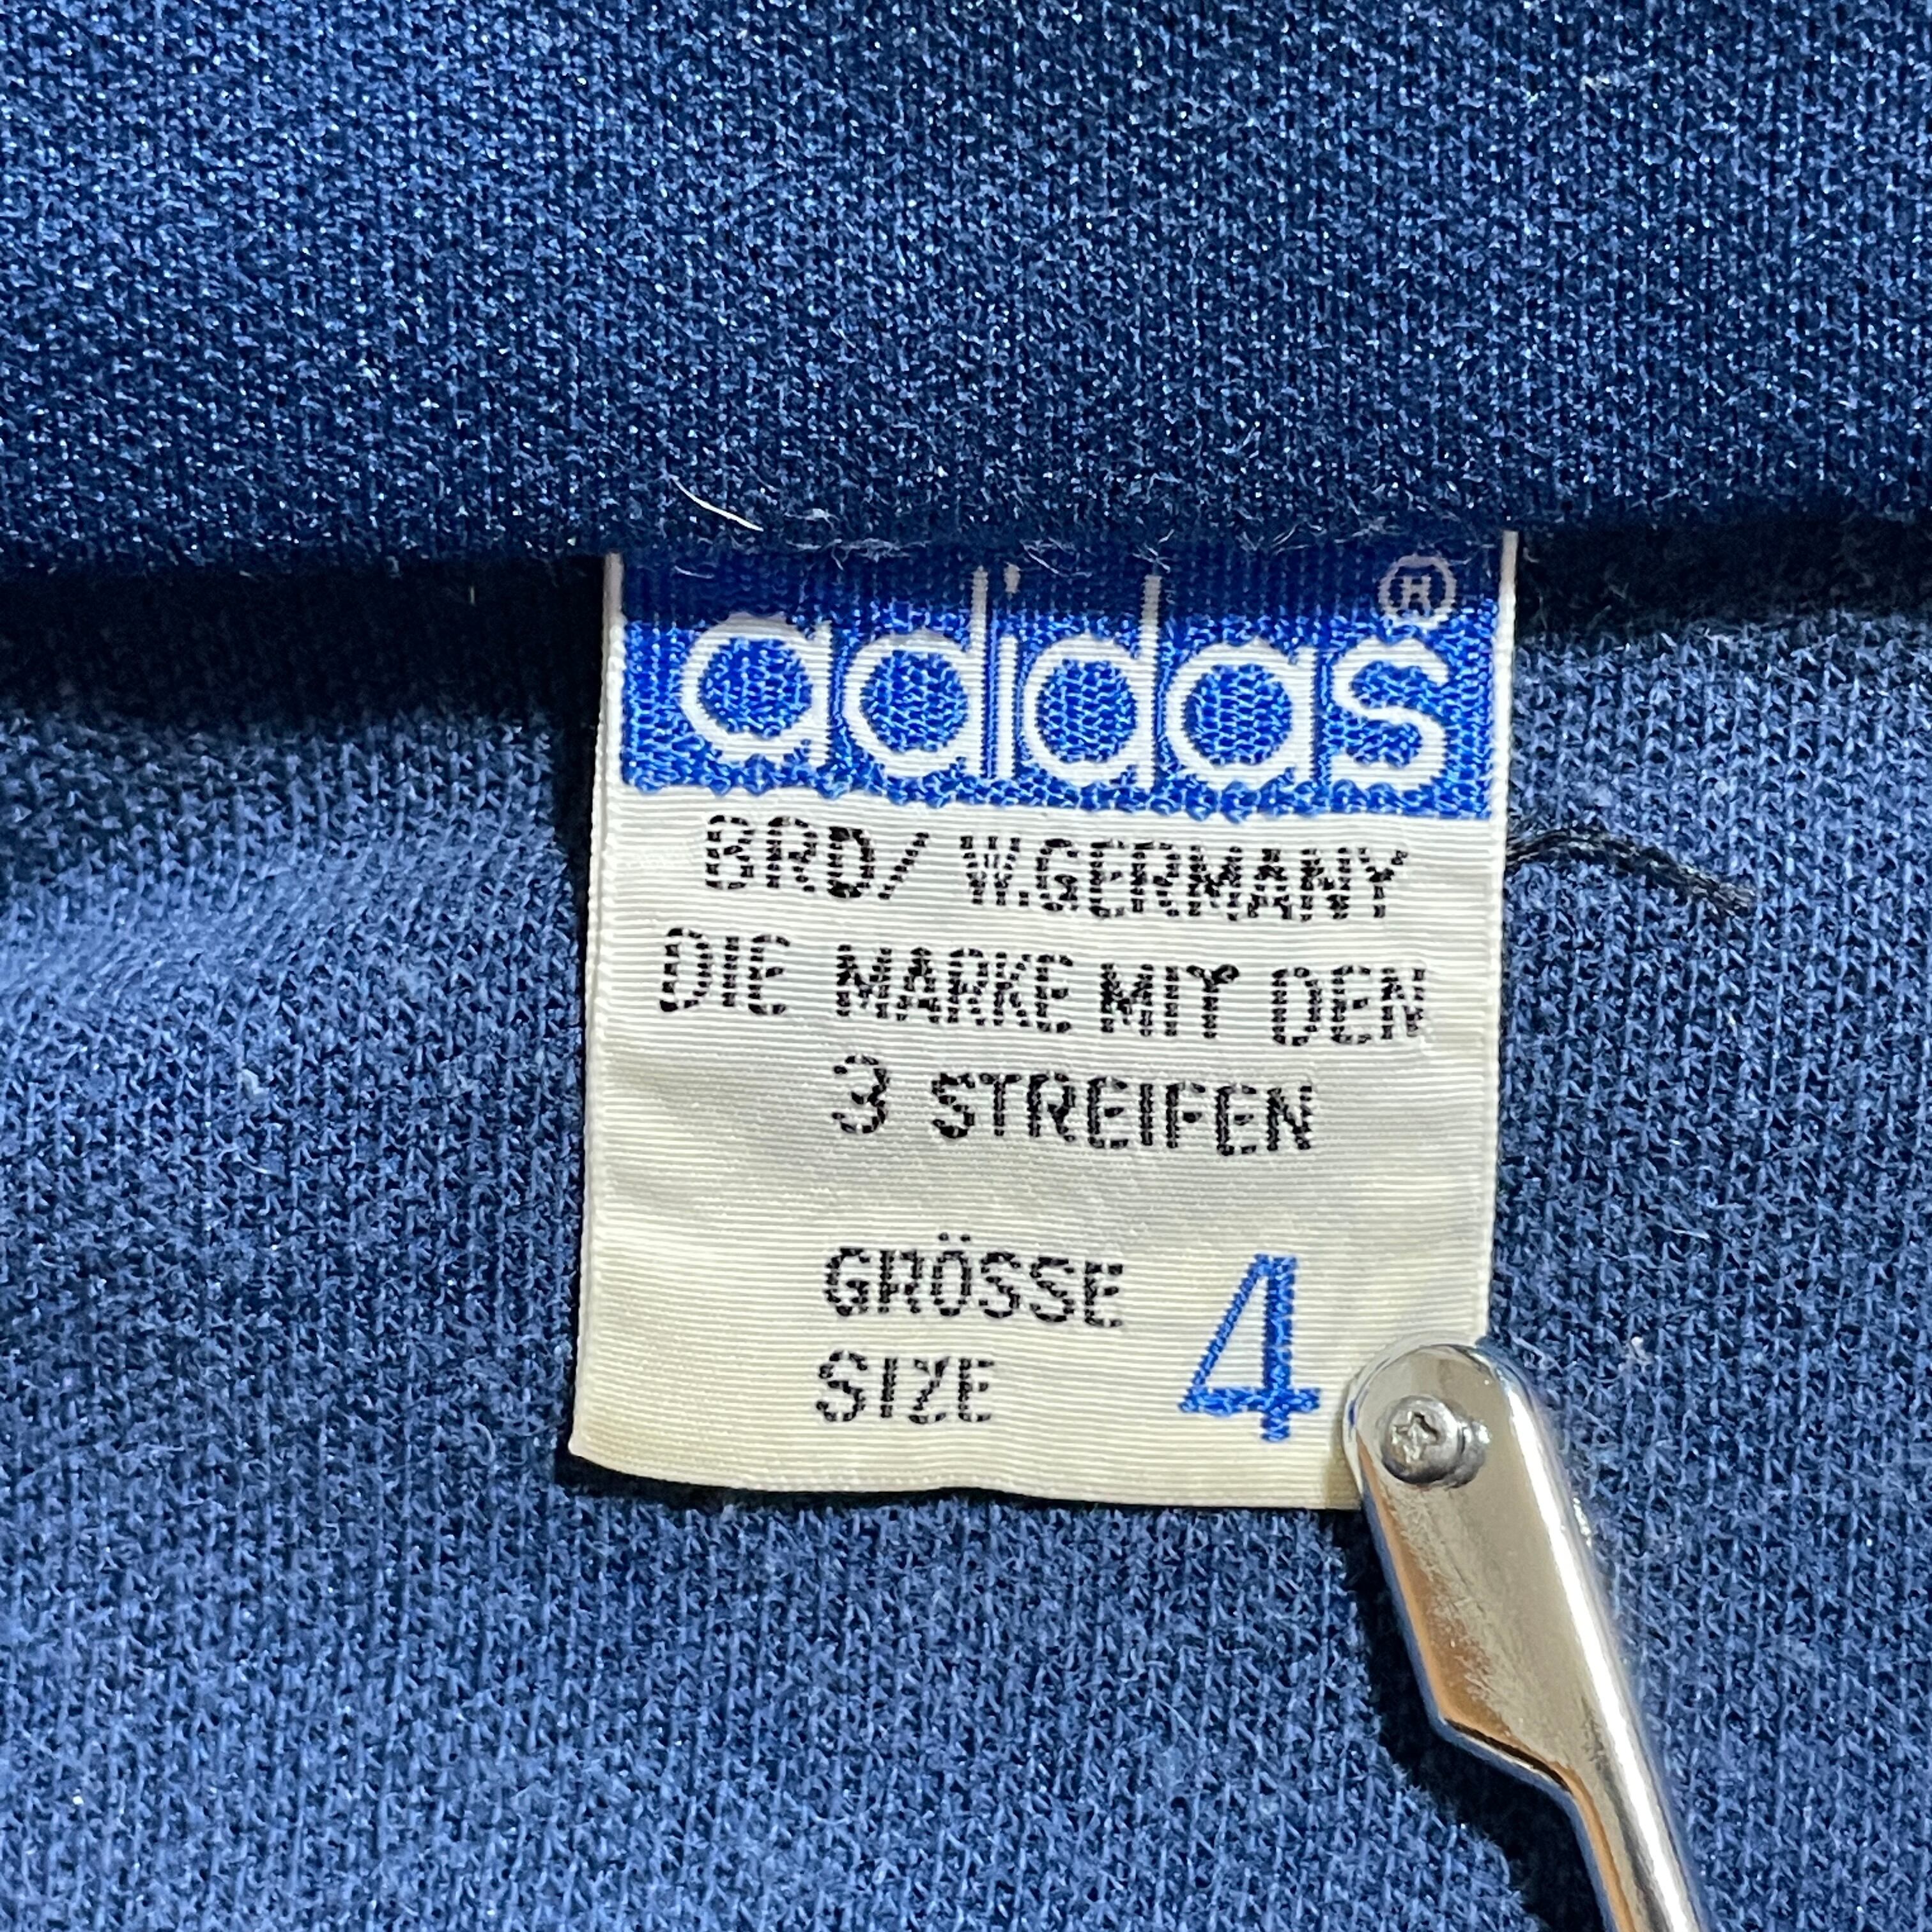 adidas®
BRD/ W.GERMANY
DIE MARKE MIT DEN
3 STREIFEN
GRÖSSE 4
SIZE